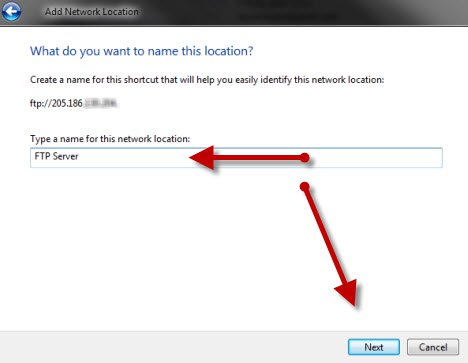 Add Network Location
What do you want to name this location?
Create a name for this shortcut that will help you easily identify this network location:
ftp://205.186.
Type a name for this network location:
FTP Server
Next
Cancel